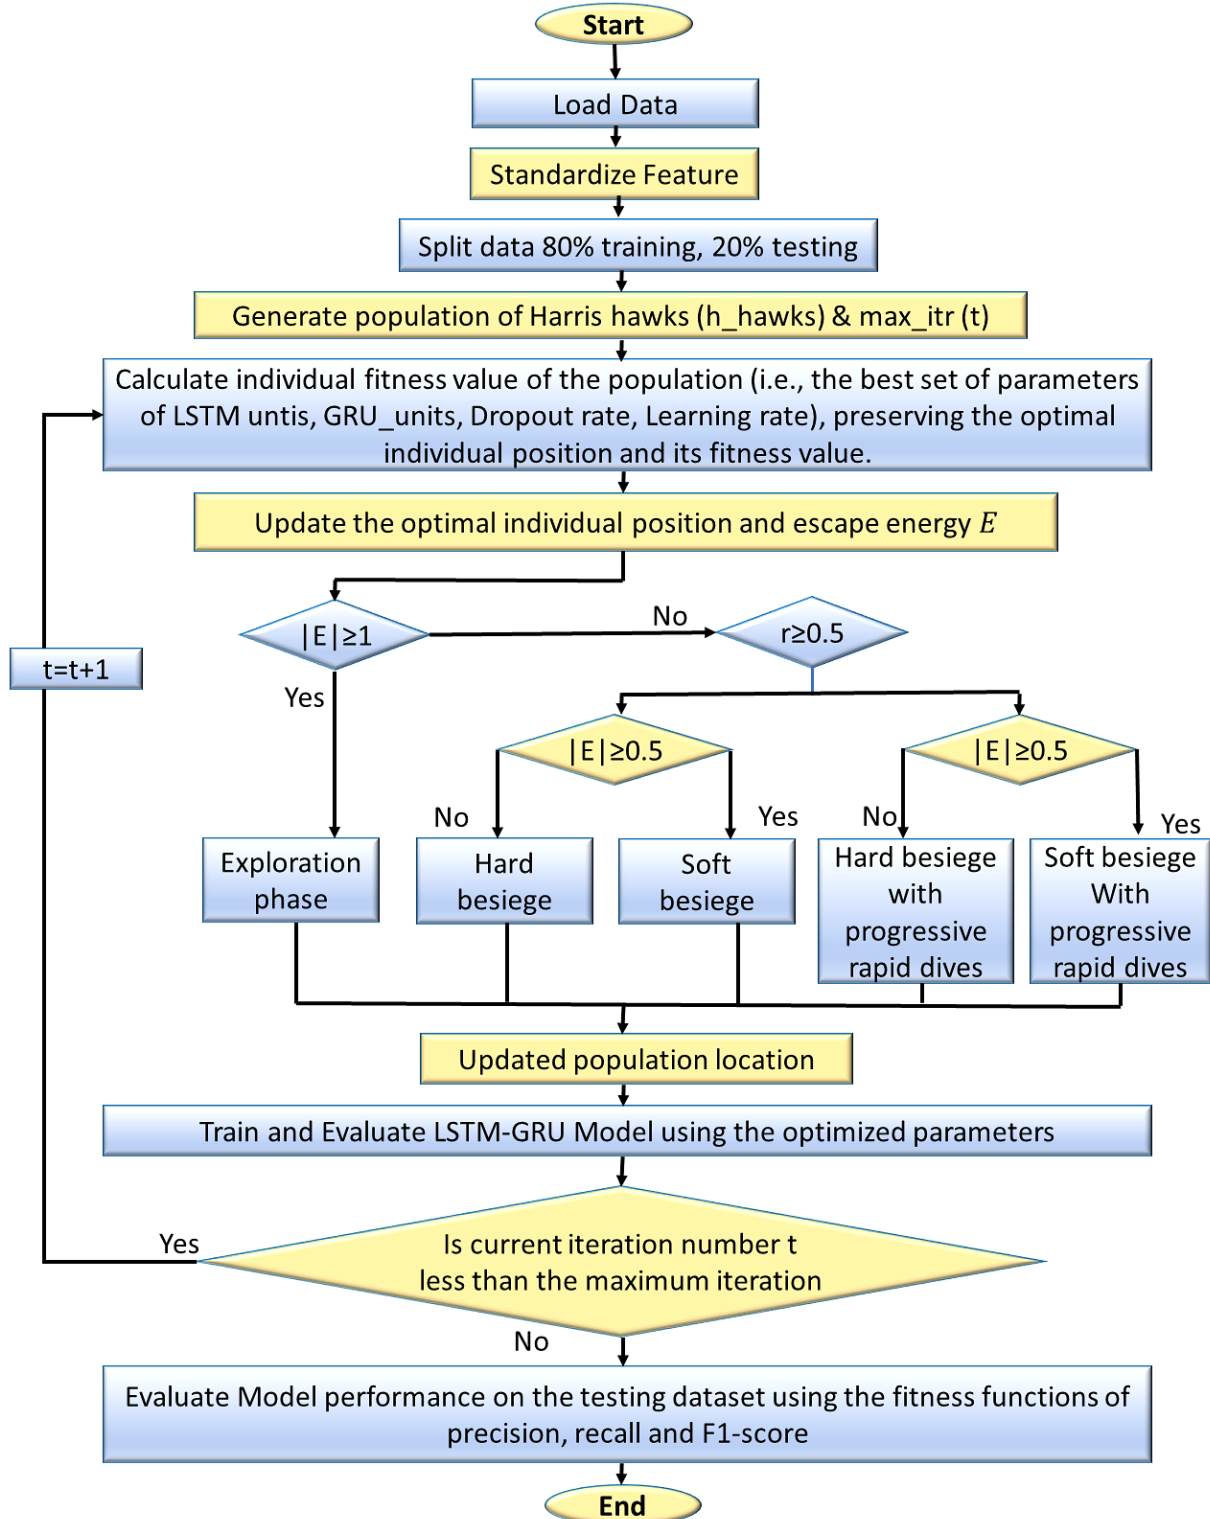 Start
Load Data
Standardize Feature
Split data 80% training, 20% testing
Generate population of Harris hawks (h_hawks) & max_itr (t)
Calculate individual fitness value of the population (i.e., the best set of parameters
of LSTM untis, GRU_units, Dropout rate, Learning rate), preserving the optimal
individual position and its fitness value.
Update the optimal individual position and escape energy E
|E|≥1
No
r≥0.5
t=t+1
Yes
|E|≥0.5
|E|≥0.5
No
Yes
No
Yes
Exploration
phase
Hard
besiege
Soft
besiege
Hard besiege
with
progressive
rapid dives
Soft besiege
With
progressive
rapid dives
Updated population location
Train and Evaluate LSTM-GRU Model using the optimized parameters
Yes
Is current iteration number t
less than the maximum iteration
No
Evaluate Model performance on the testing dataset using the fitness functions of
precision, recall and F1-score
End